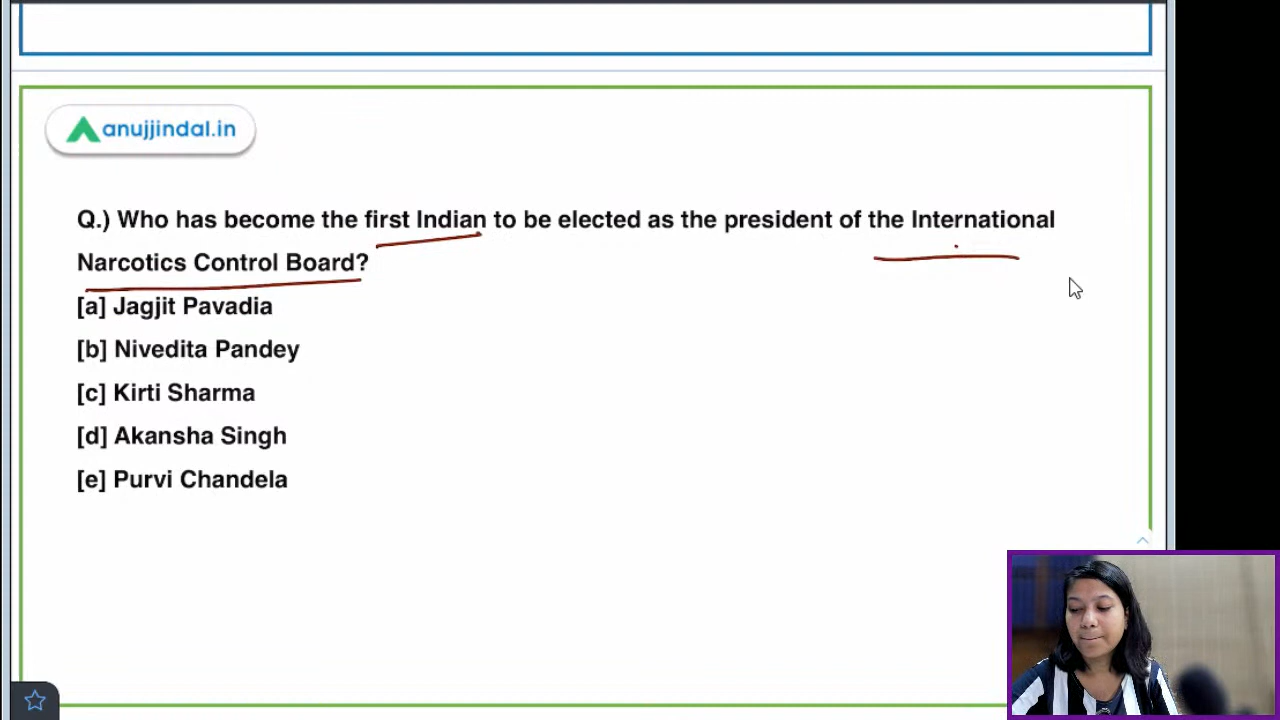 anujjindal.in
Q.) Who has become the first Indian to be elected as the president of the International
Narcotics Control Board?
[a] Jagjit Pavadia
[b] Nivedita Pandey
[c] Kirti Sharma
[d] Akansha Singh
[e] Purvi Chandela